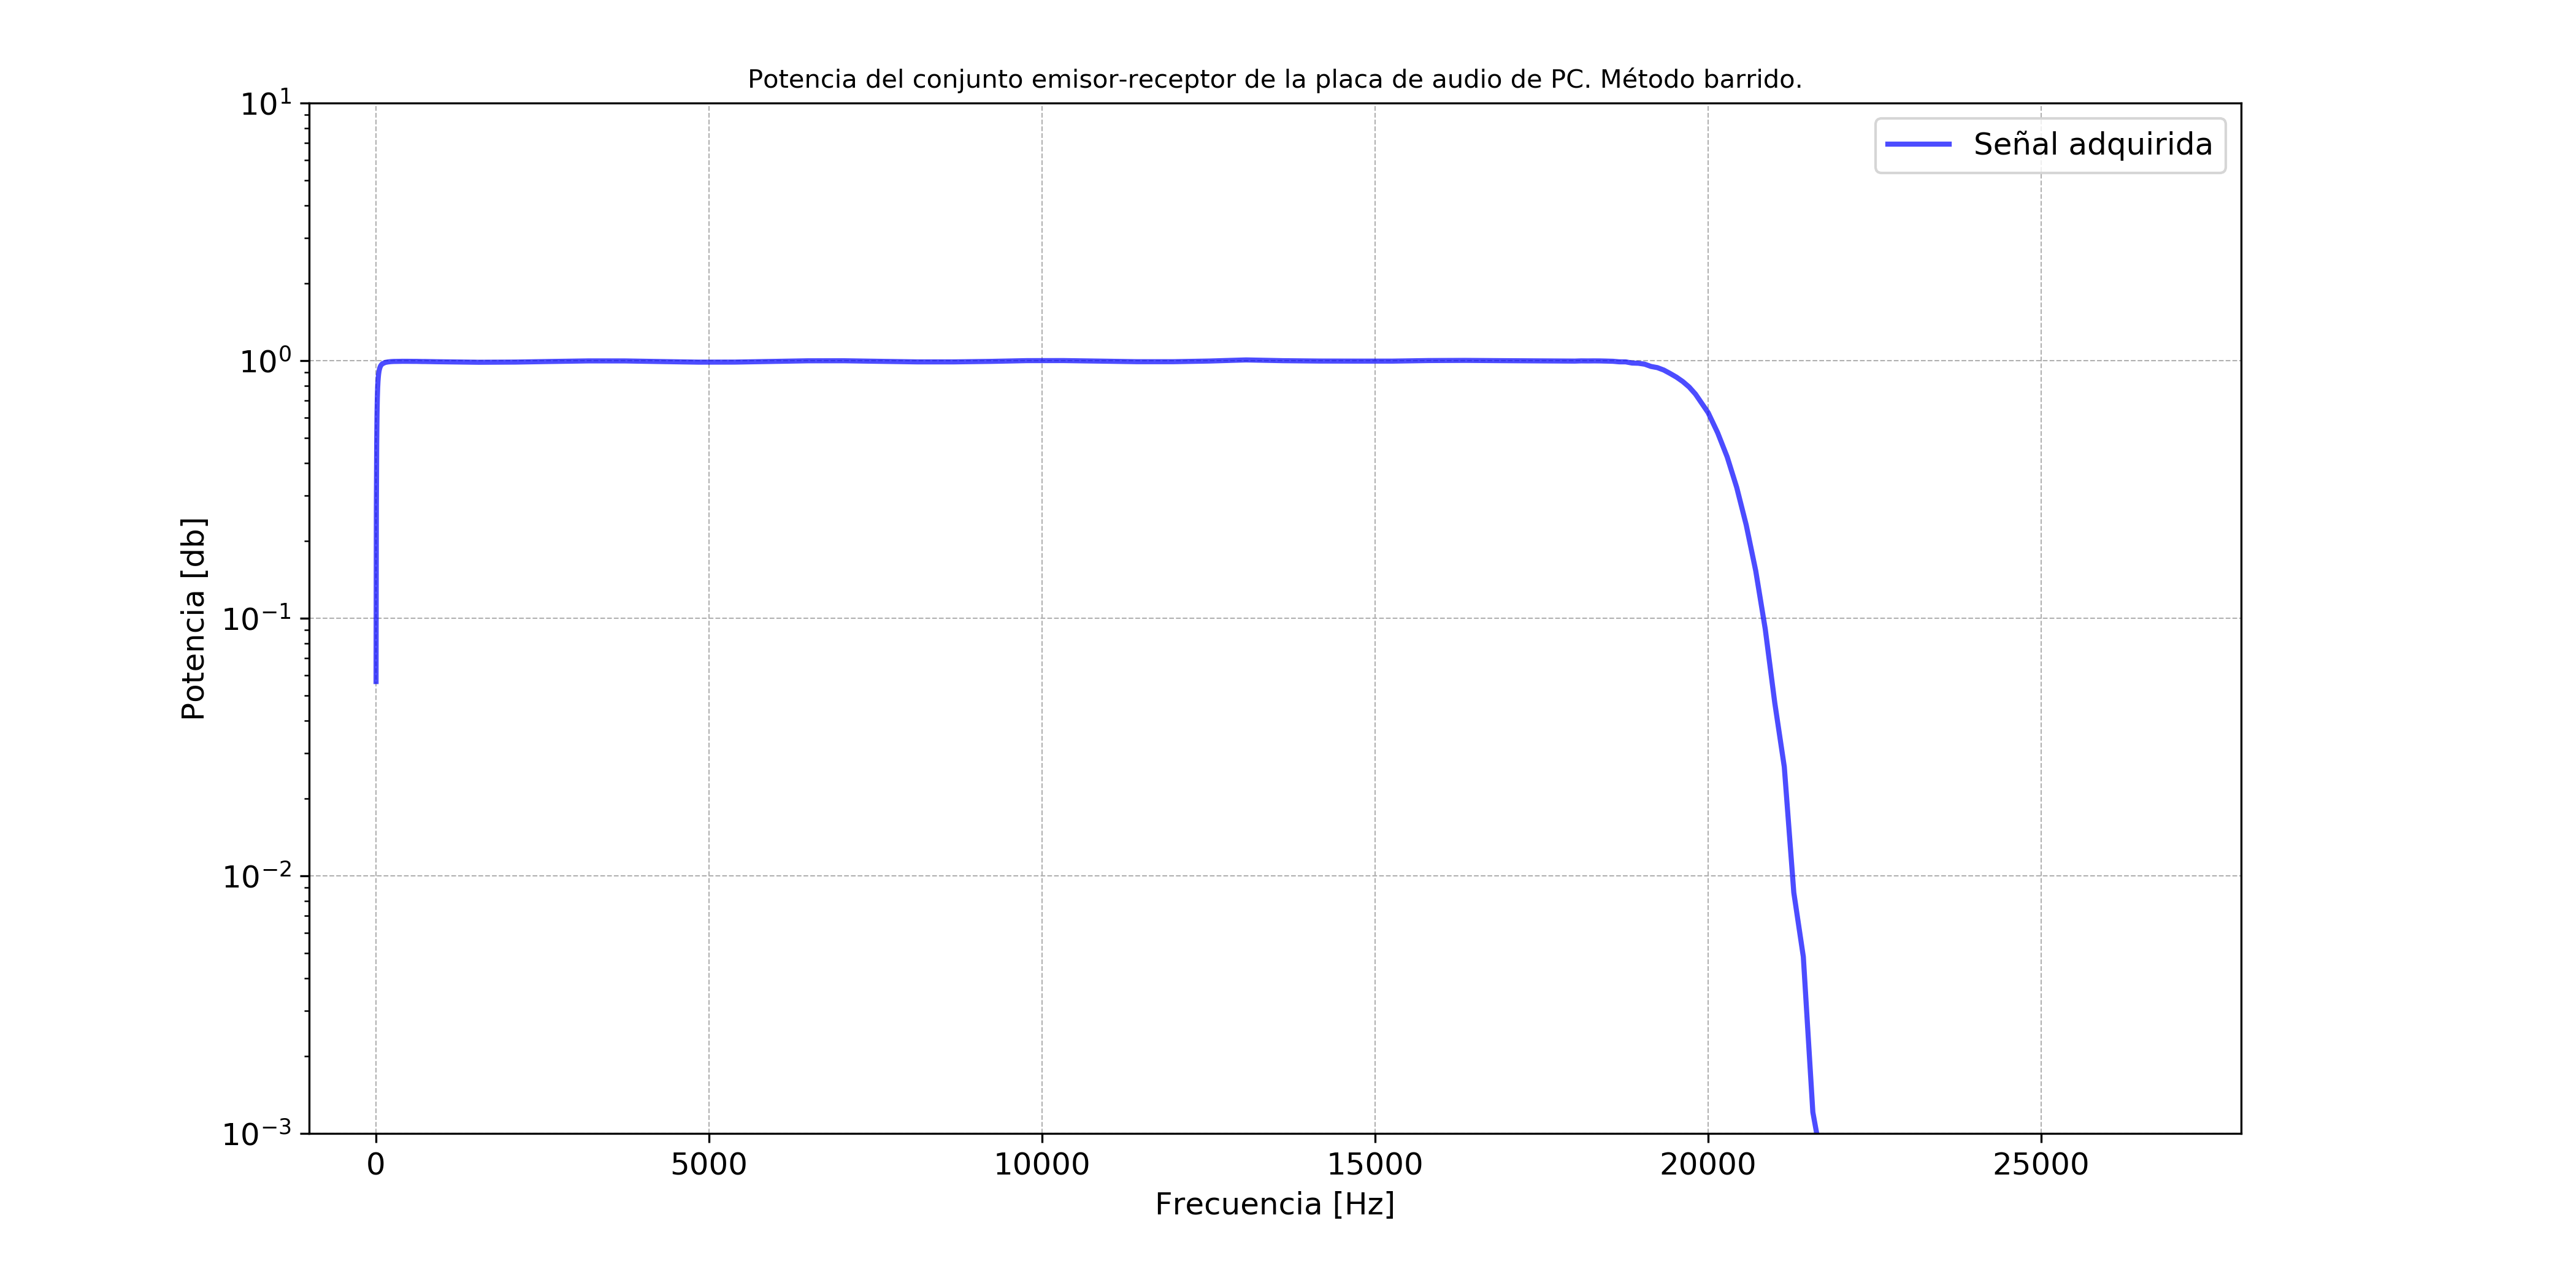 Potencia del conjunto emisor-receptor de la placa de audio de PC. Método barrido.
10¹
Señal adquirida
10⁰
10⁻¹
10⁻²
10⁻³
Potencia [db]
0 5000 10000 15000 20000 25000
Frecuencia [Hz]